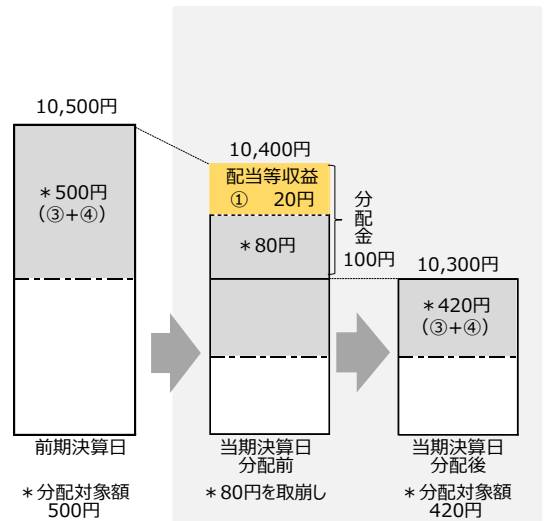 10,500円
＊500円
（③+④）
前期決算日
＊分配対象額
500円
10,400円
配当等収益
①　20円
＊80円
分配金
100円
当期決算日
分配前
＊80円を取崩し
10,300円
＊420円
（③+④）
当期決算日
分配後
＊分配対象額
420円